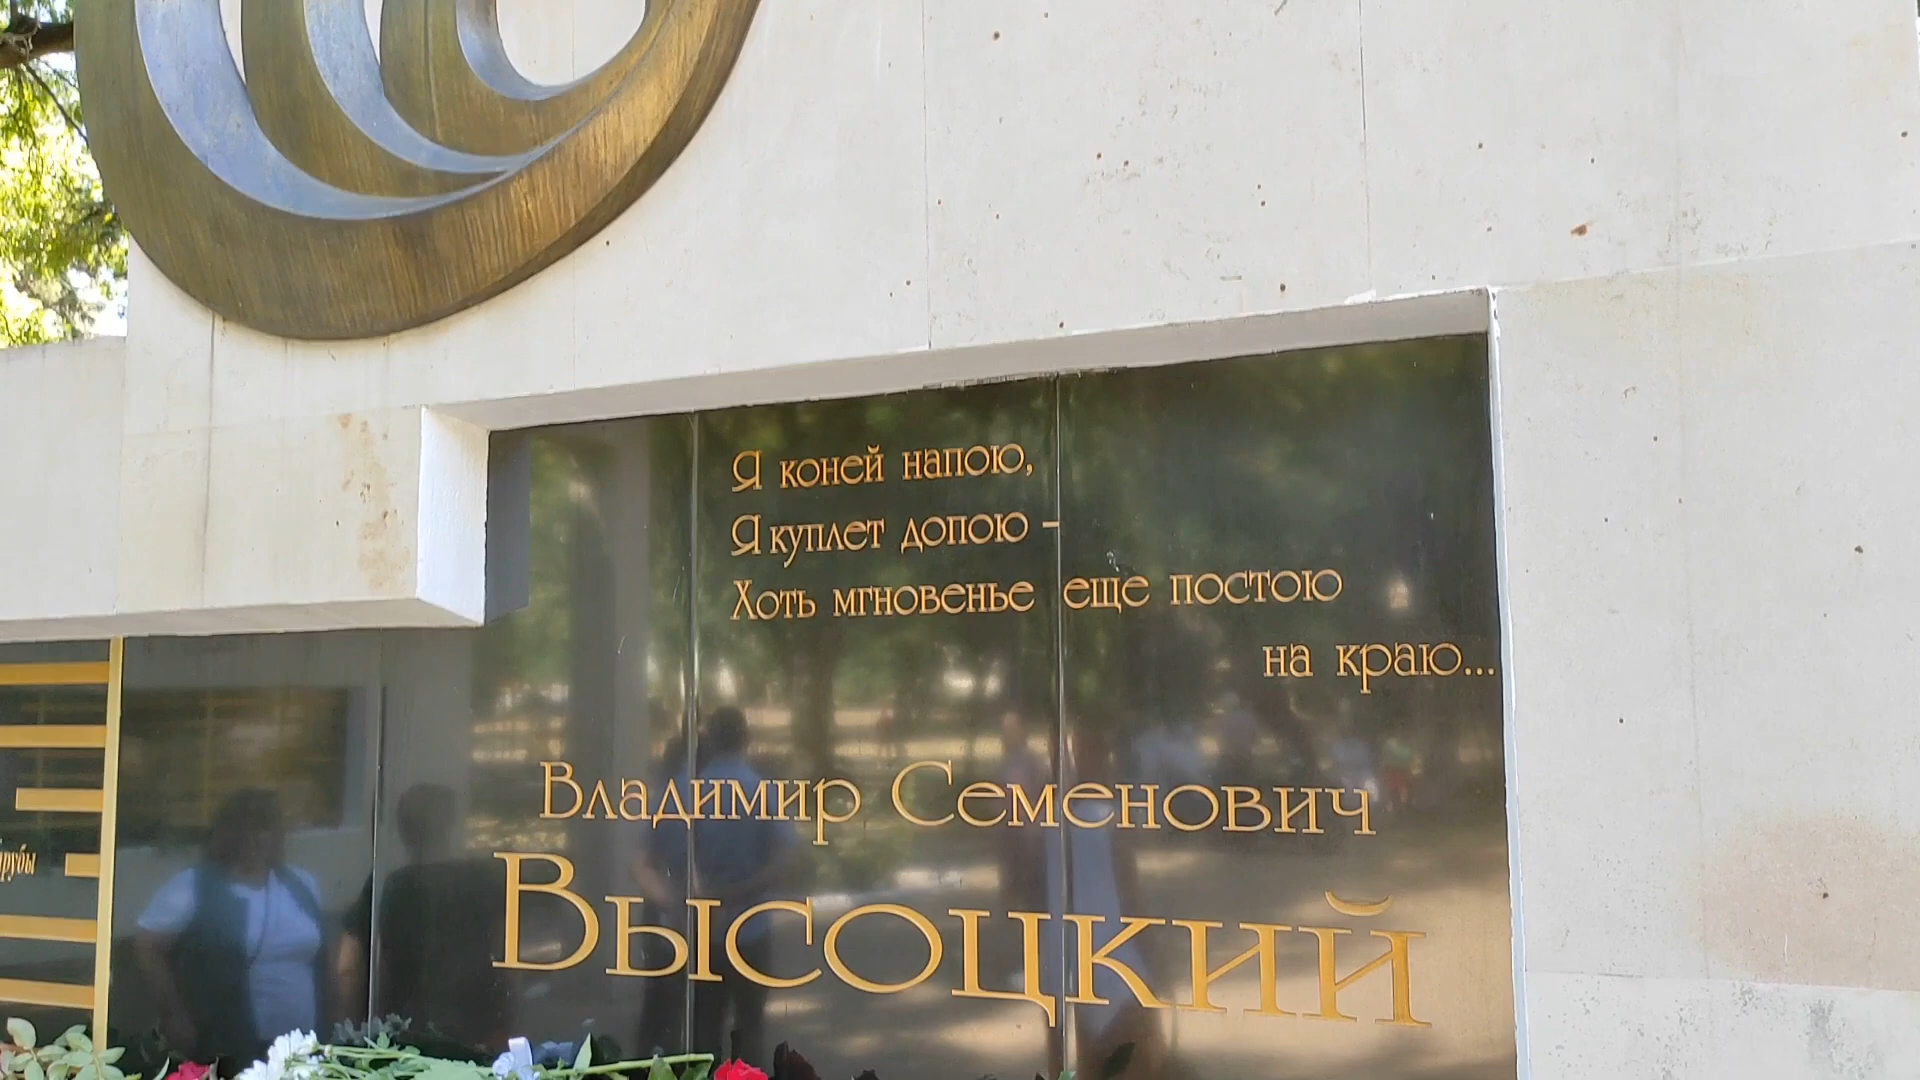 Я коней напою,
Я куплет допою –
Хоть мгновенье еще постою
на краю...
Владимир Семенович
Высоцкий